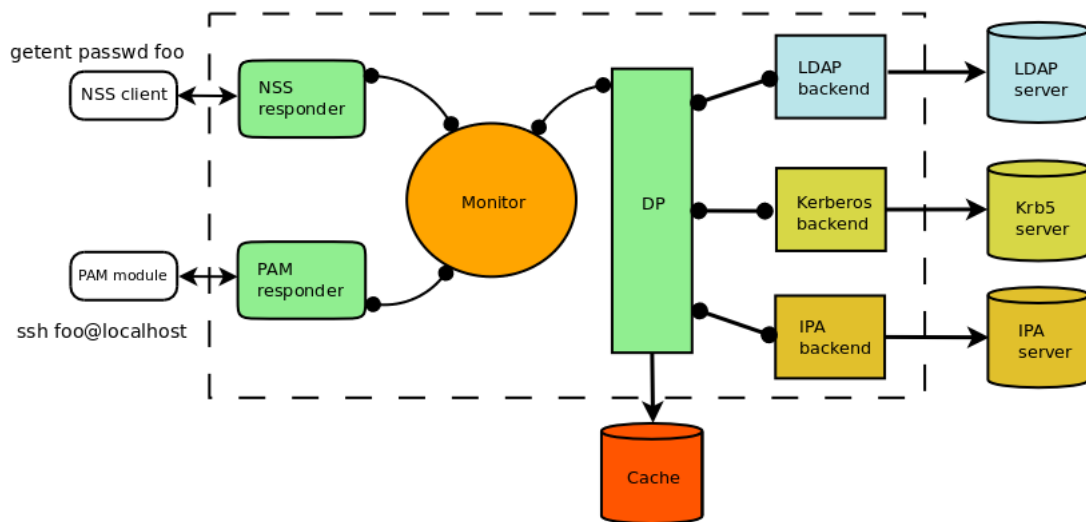 getent passwd foo
NSS client
NSS
responder
PAM module
ssh foo@localhost
PAM
responder
Monitor
DP
Cache
LDAP
backend
LDAP
server
Kerberos
backend
Krb5
server
IPA
backend
IPA
server